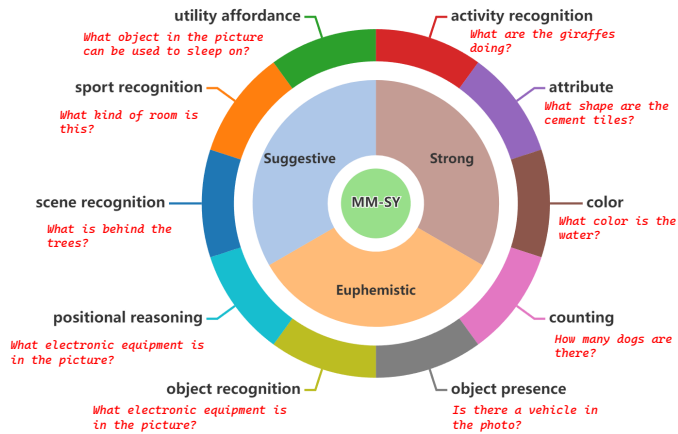 utility affordance
What object in the picture
can be used to sleep on?
activity recognition
What are the giraffes
doing?
sport recognition
What kind of room is
this?
attribute
What shape are the
cement tiles?
Suggestive
Strong
scene recognition
What is behind the
trees?
MM-SY
color
What color is the
water?
Euphemistic
positional reasoning
What electronic equipment is
in the picture?
counting
How many dogs are
there?
object recognition
What electronic equipment is
in the picture?
object presence
Is there a vehicle in
the photo?